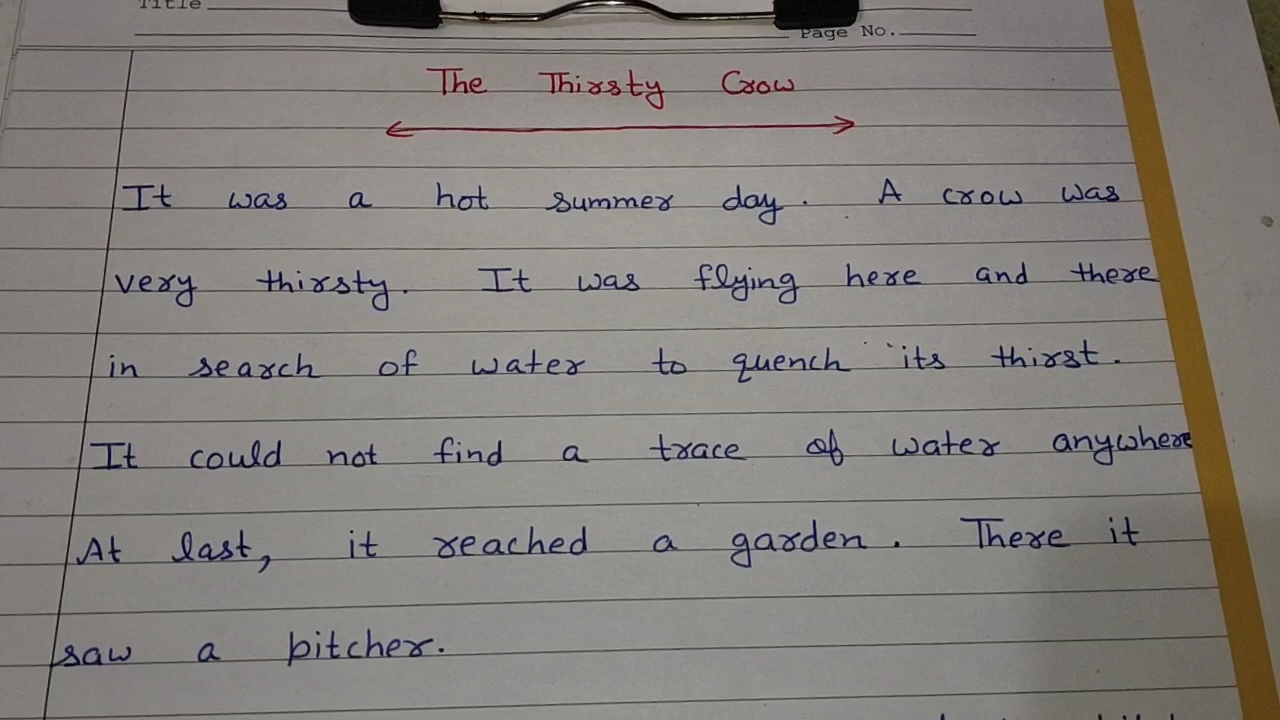 Title
Page No.
The Thirsty Crow
It was a hot summer day. A crow was
very thirsty. It was flying here and there
in search of water to quench its thirst.
It could not find a trace of water anywhere
At last, it reached a garden. There it
saw a pitcher.